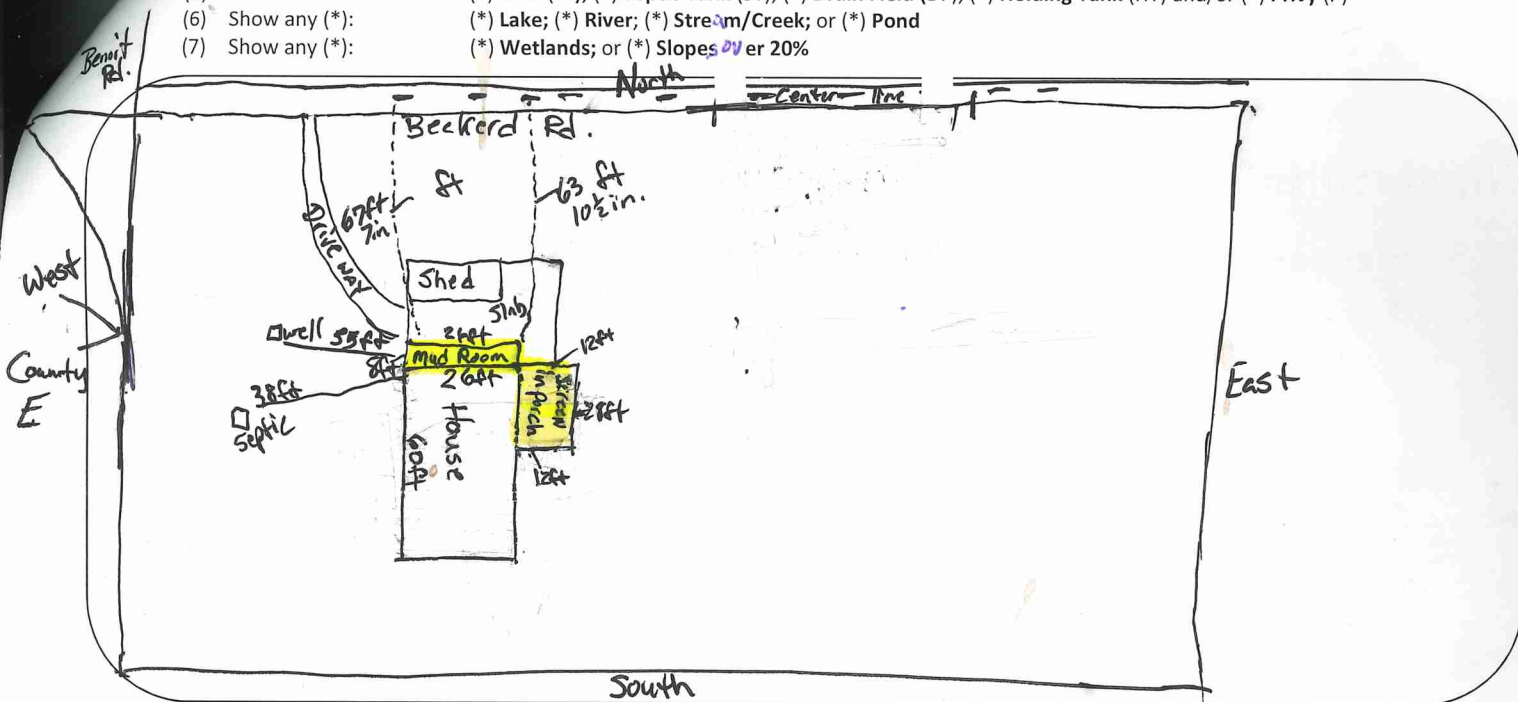 (6) Show any (*): (*) Lake; (*) River; (*) Stream/Creek; or (*) Pond
(7) Show any (*): (*) Wetlands; or (*) Slopes over 20%
Benoit
Rd.
North
Center line
Beekerd Rd.
ft
67ft
7in
63 ft
10½ in.
Drive way
Shed
Slab
West
County
E
well 55ft
26ft
12ft
8ft
Mud Room
26ft
38ft
Septic
House
60ft
Screen
in Porch
28ft
12ft
East
South